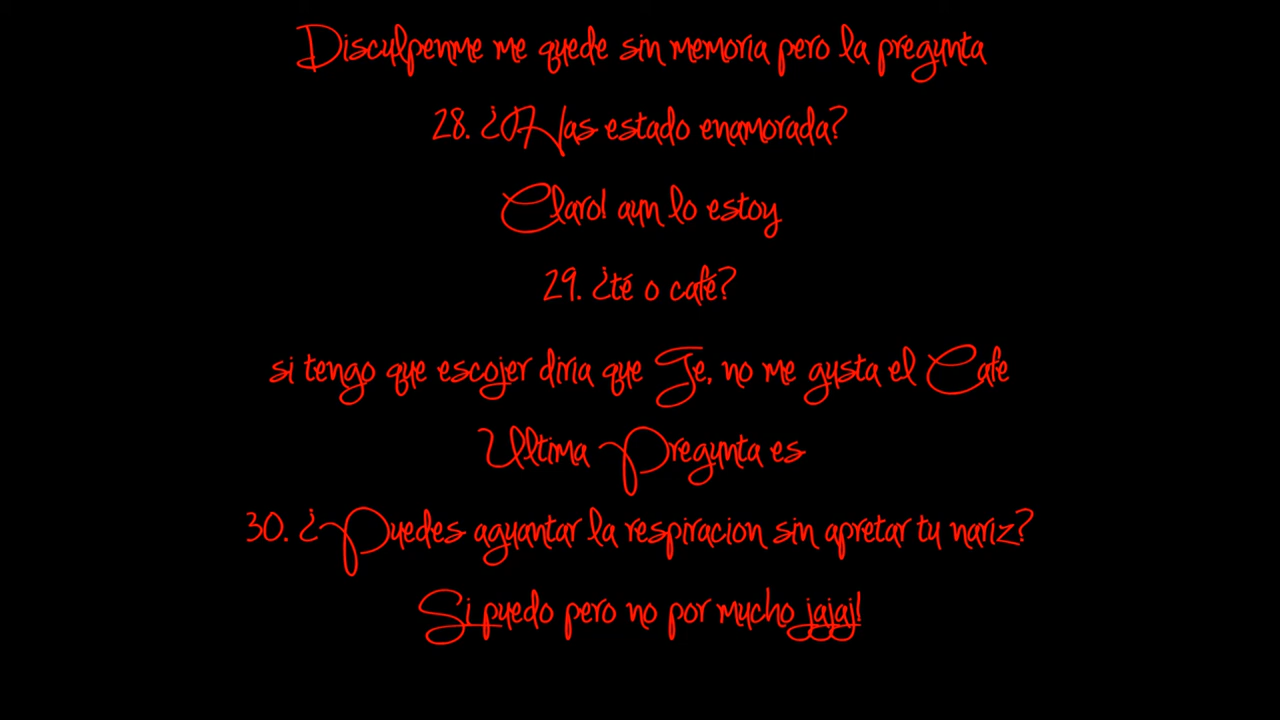 Disculpenme me quede sin memoria pero la pregunta
28. ¿Has estado enamorada?
Claro! aun lo estoy
29. ¿té o café?
si tengo que escojer diria que Te, no me gusta el Cafe
Ultima Pregunta es
30. ¿Puedes aguantar la respiracion sin apretar tu nariz?
Si puedo pero no por mucho jajaj!